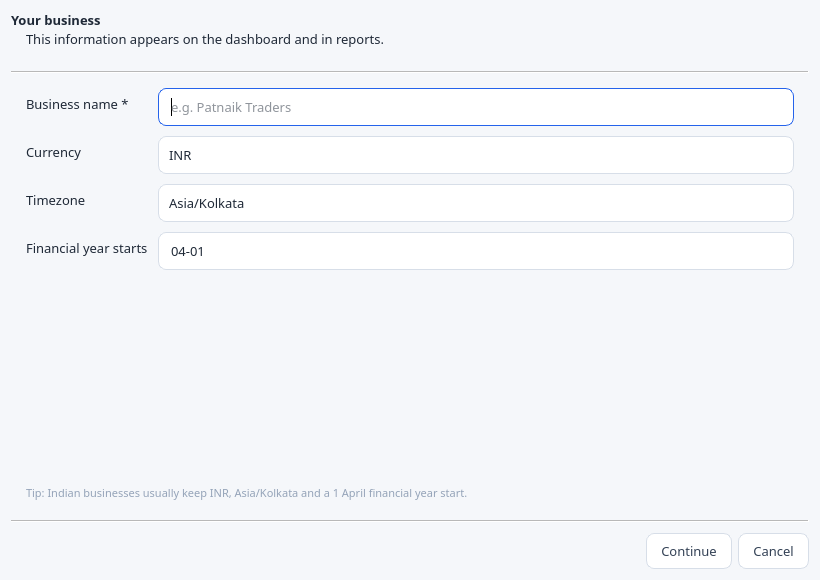 Your business
This information appears on the dashboard and in reports.
Business name *
e.g. Patnaik Traders
Currency
INR
Timezone
Asia/Kolkata
Financial year starts
04-01
Tip: Indian businesses usually keep INR, Asia/Kolkata and a 1 April financial year start.
Continue
Cancel